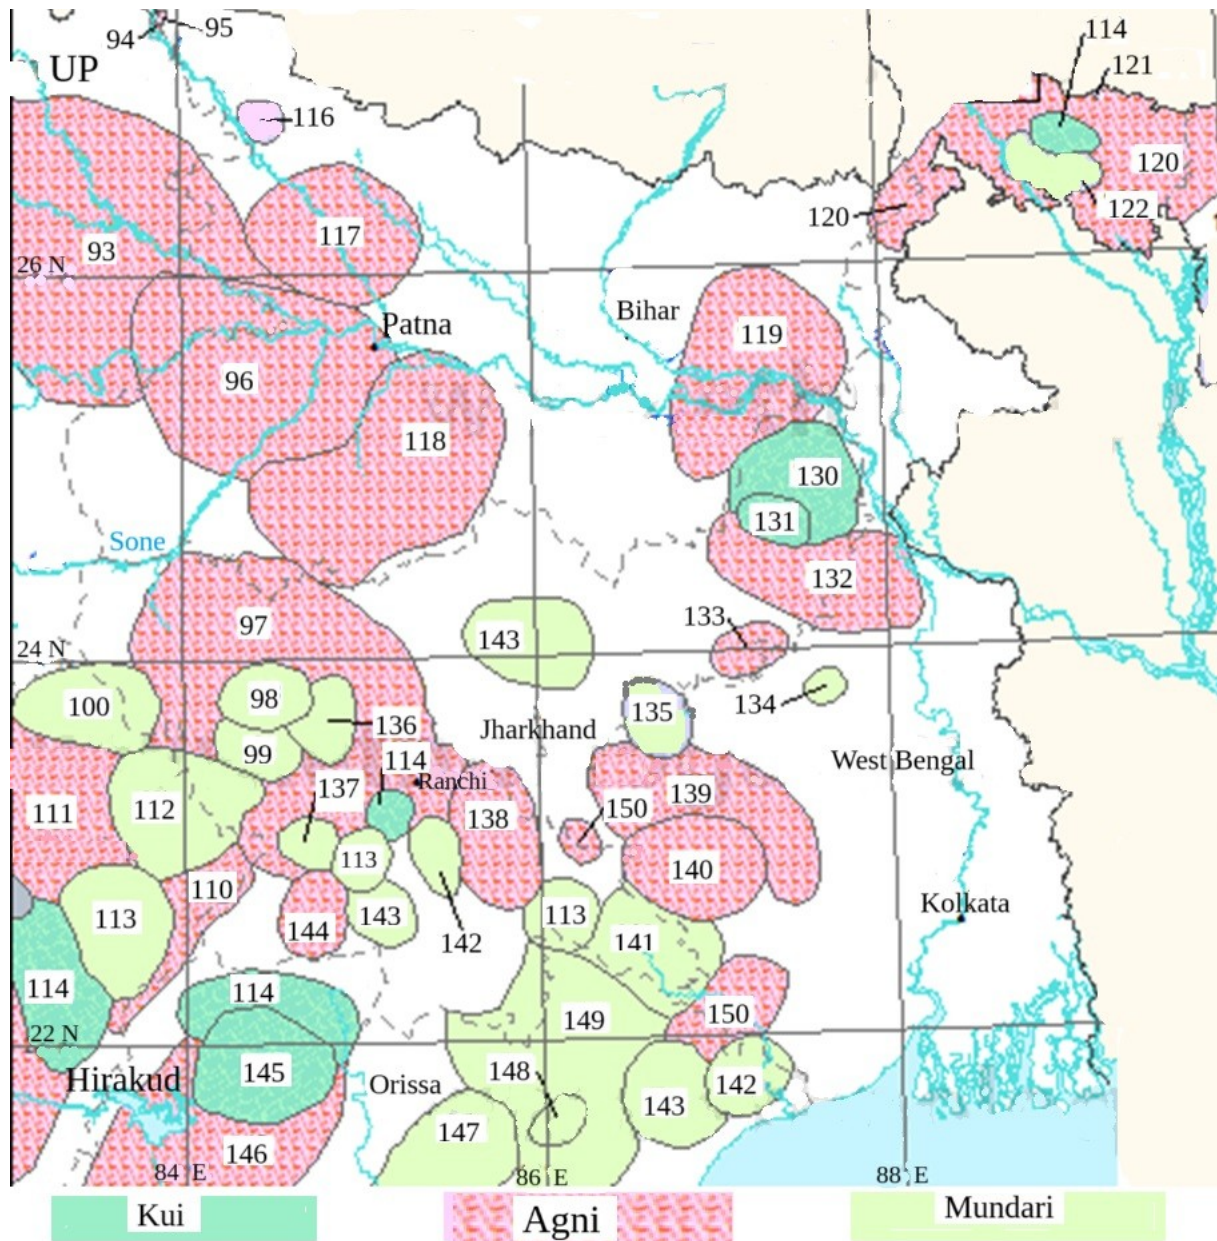 94
95
UP
114
121
116
120
120
122
117
93
26 N
Patna
Bihar
119
96
118
130
131
Sone
132
97
133
143
24 N
98
100
135
134
136
Jharkhand
99
114
West Bengal
Ranchi
137
139
112
150
111
138
113
140
110
Kolkata
113
143
113
144
141
142
114
114
150
149
22 N
148
145
Hirakud
Orissa
142
143
147
146
84 E
86 E
88 E
Kui
Agni
Mundari